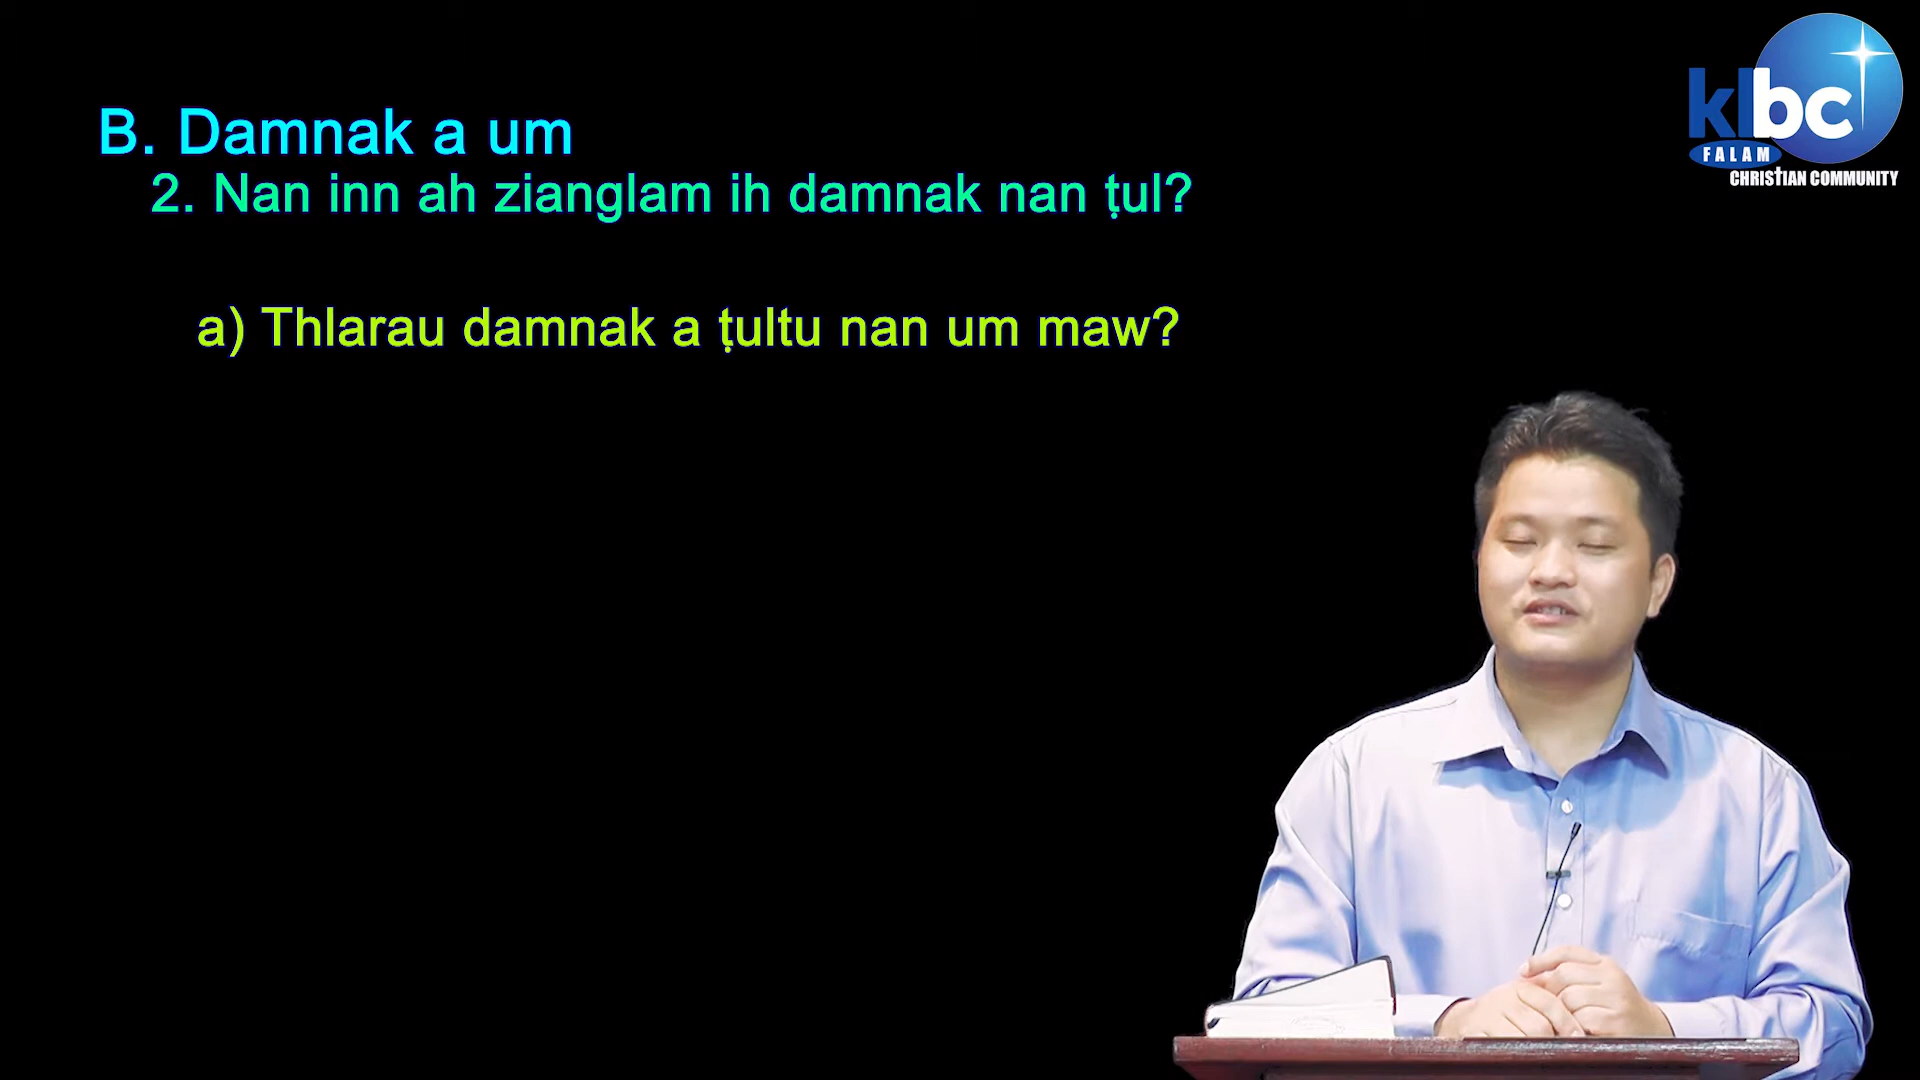 B. Damnak a um
2. Nan inn ah zianglam ih damnak nan ṭul?
a) Thlarau damnak a ṭultu nan um maw?
klbc
FALAM
CHRISTIAN COMMUNITY